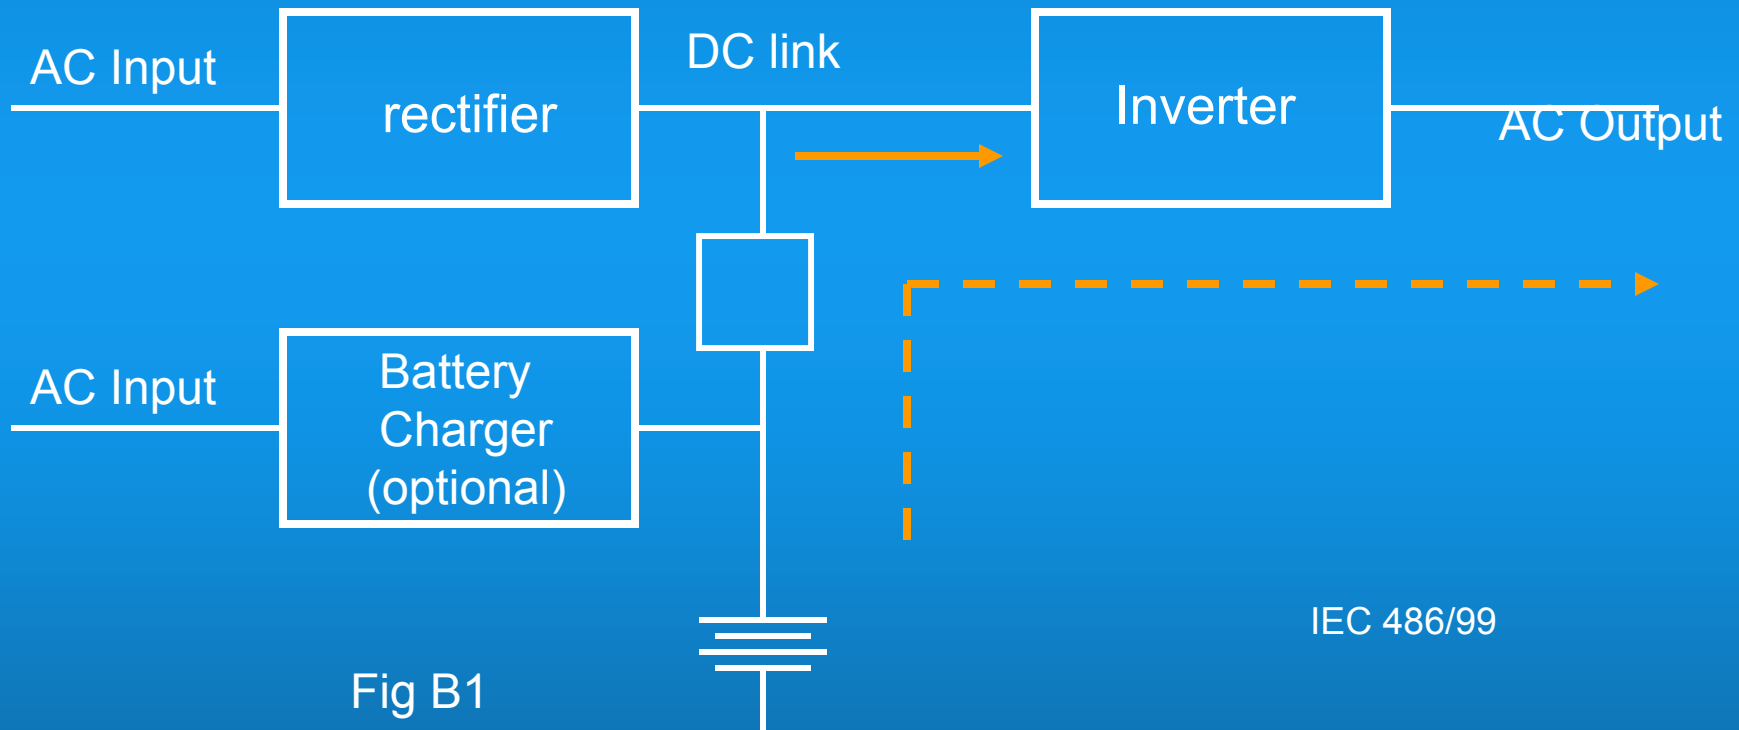 AC Input
rectifier
DC link
Inverter
AC Output
AC Input
Battery
Charger
(optional)
IEC 486/99
Fig B1